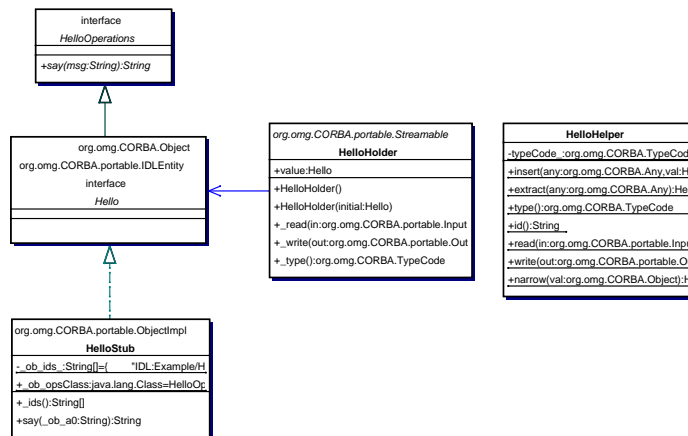 interface
HelloOperations
+say(msg:String):String
org.omg.CORBA.Object
org.omg.CORBA.portable.IDLEntity
interface
Hello
org.omg.CORBA.portable.Streamable
HelloHolder
+value:Hello
+HelloHolder()
+HelloHolder(initial:Hello)
+_read(in:org.omg.CORBA.portable.Input
+_write(out:org.omg.CORBA.portable.Out
+_type():org.omg.CORBA.TypeCode
HelloHelper
-typeCode_:org.omg.CORBA.TypeCod
+insert(any:org.omg.CORBA.Any,val:H
+extract(any:org.omg.CORBA.Any):He
+type():org.omg.CORBA.TypeCode
+id():String
+read(in:org.omg.CORBA.portable.Inpu
+write(out:org.omg.CORBA.portable.O
+narrow(val:org.omg.CORBA.Object):H
org.omg.CORBA.portable.ObjectImpl
HelloStub
-_ob_ids_:String[]={ "IDL:Example/H
+_ob_opsClass:java.lang.Class=HelloOp
+_ids():String[]
+say(_ob_a0:String):String